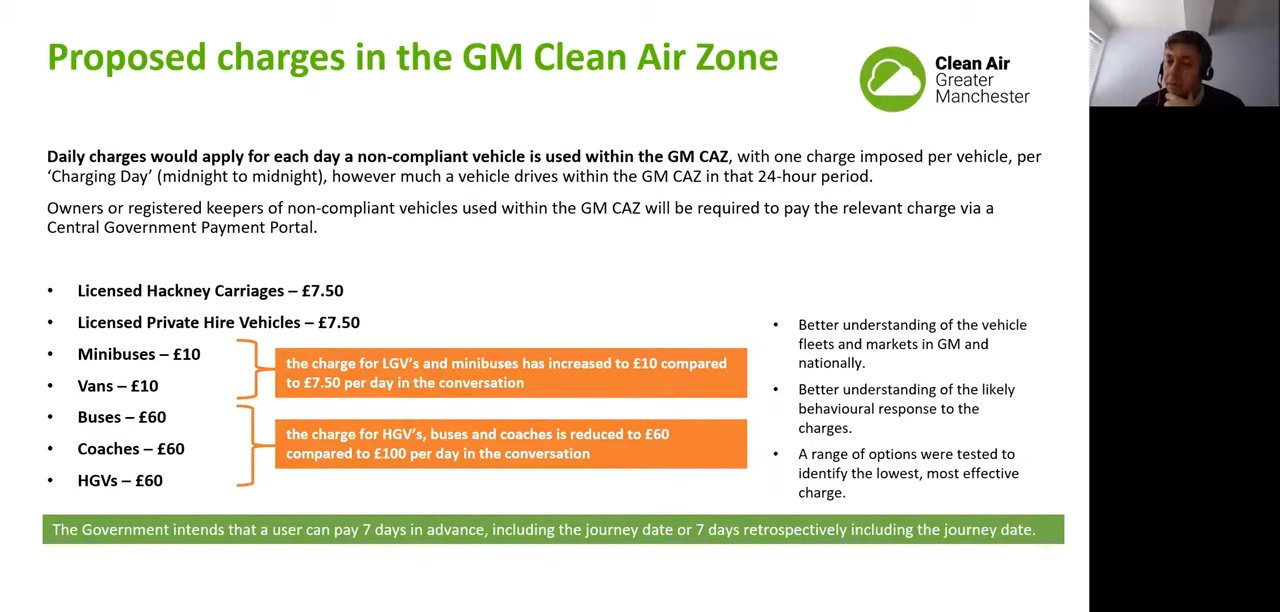 Proposed charges in the GM Clean Air Zone
Clean Air
Greater
Manchester
Daily charges would apply for each day a non-compliant vehicle is used within the GM CAZ, with one charge imposed per vehicle, per
‘Charging Day’ (midnight to midnight), however much a vehicle drives within the GM CAZ in that 24-hour period.
Owners or registered keepers of non-compliant vehicles used within the GM CAZ will be required to pay the relevant charge via a
Central Government Payment Portal.
• Licensed Hackney Carriages – £7.50
• Licensed Private Hire Vehicles – £7.50
• Minibuses – £10
• Vans – £10
• Buses – £60
• Coaches – £60
• HGVs – £60
the charge for LGV’s and minibuses has increased to £10 compared
to £7.50 per day in the conversation
the charge for HGV’s, buses and coaches is reduced to £60
compared to £100 per day in the conversation
• Better understanding of the vehicle
fleets and markets in GM and
nationally.
• Better understanding of the likely
behavioural response to the
charges.
• A range of options were tested to
identify the lowest, most effective
charge.
The Government intends that a user can pay 7 days in advance, including the journey date or 7 days retrospectively including the journey date.